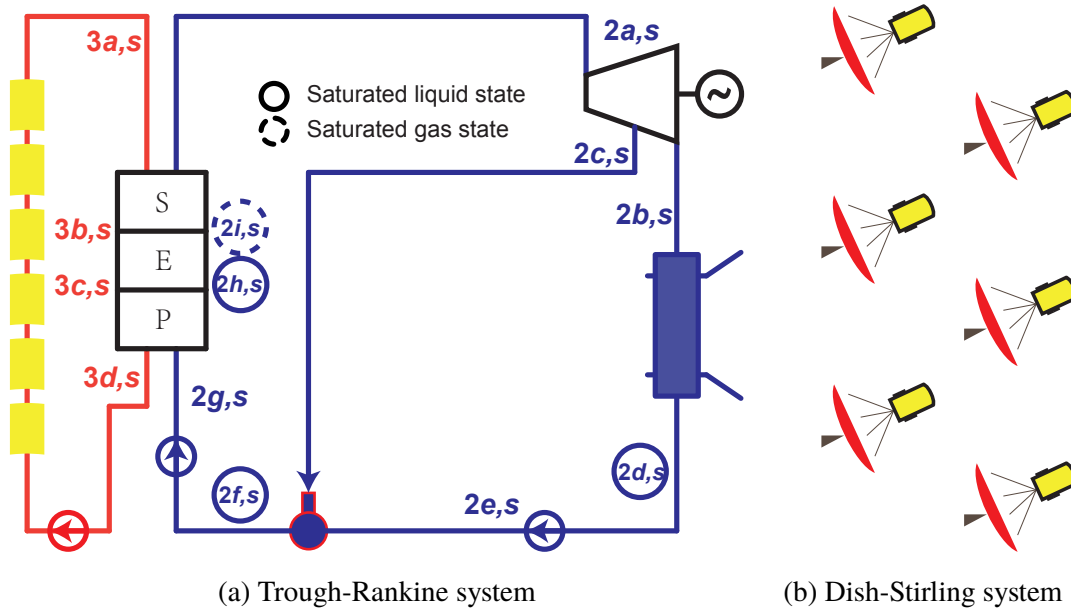 3a,s
2a,s
~
Saturated liquid state
Saturated gas state
2c,s
S
3b,s
2i,s
2b,s
E
3c,s
2h,s
P
3d,s
2g,s
2d,s
2f,s
2e,s
(a) Trough-Rankine system
(b) Dish-Stirling system